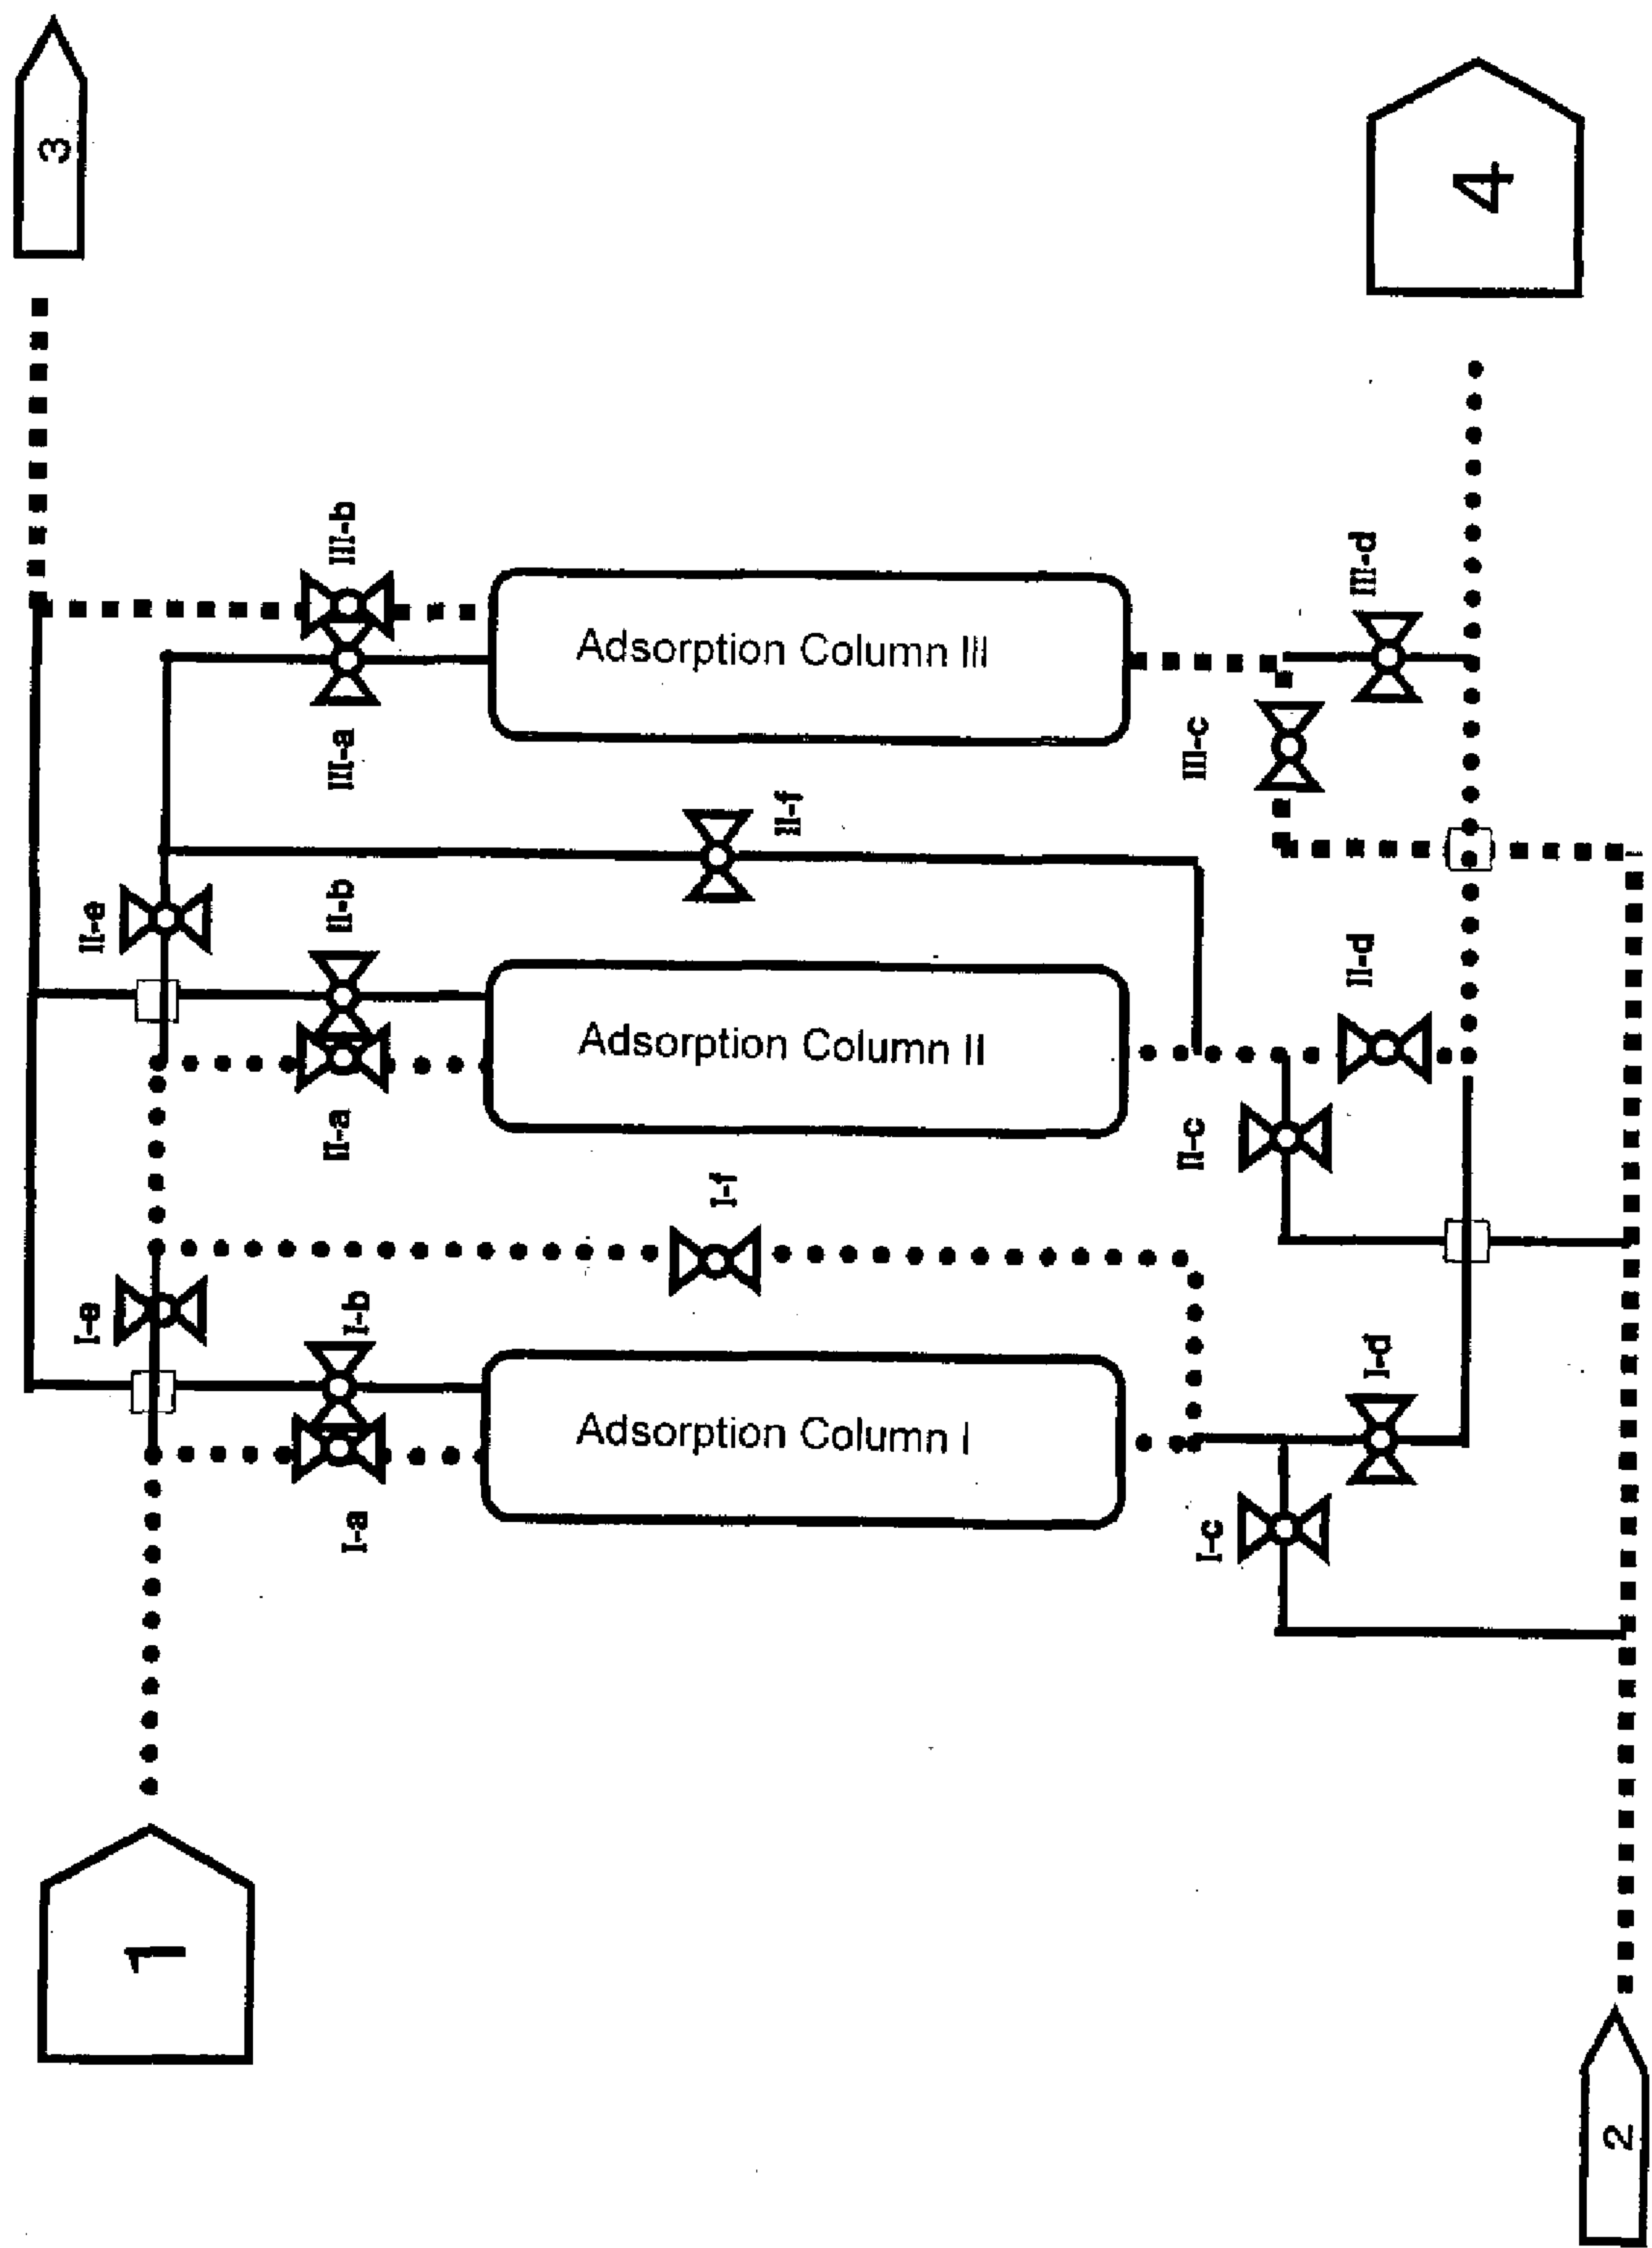 3
4
III-b
III-d
Adsorption Column III
III-a
III-c
II-f
II-e
II-b
II-d
Adsorption Column II
II-a
II-c
I-f
I-e
I-b
I-d
Adsorption Column I
I-a
I-c
1
2